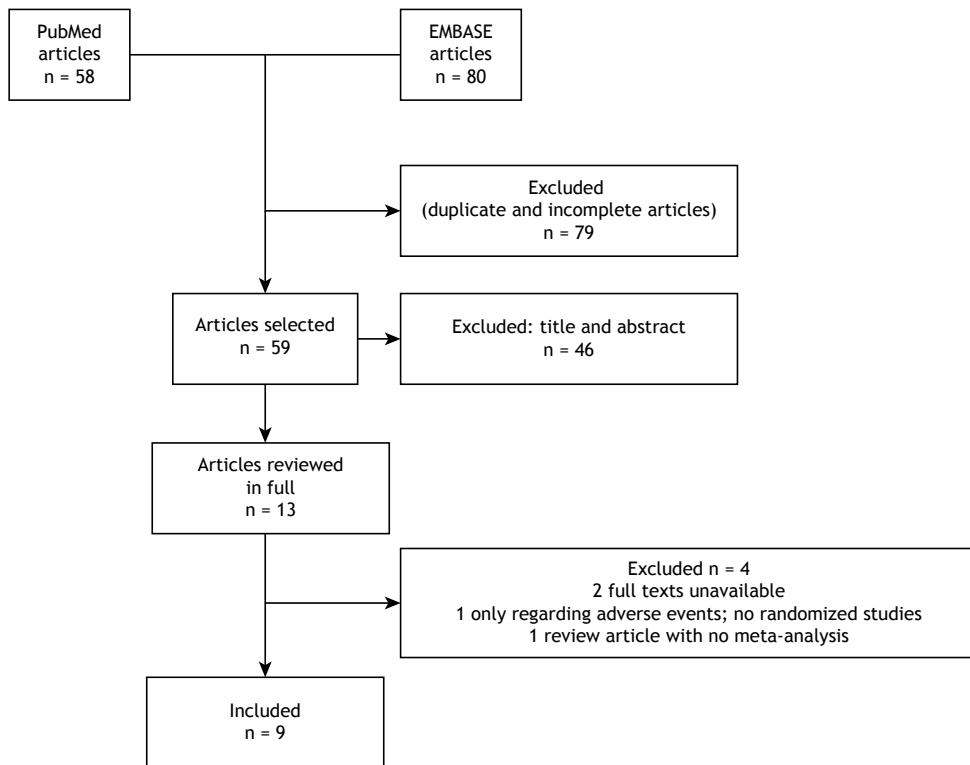 PubMed
articles
n = 58
EMBASE
articles
n = 80
Excluded
(duplicate and incomplete articles)
n = 79
Articles selected
n = 59
Excluded: title and abstract
n = 46
Articles reviewed
in full
n = 13
Excluded n = 4
2 full texts unavailable
1 only regarding adverse events; no randomized studies
1 review article with no meta-analysis
Included
n = 9